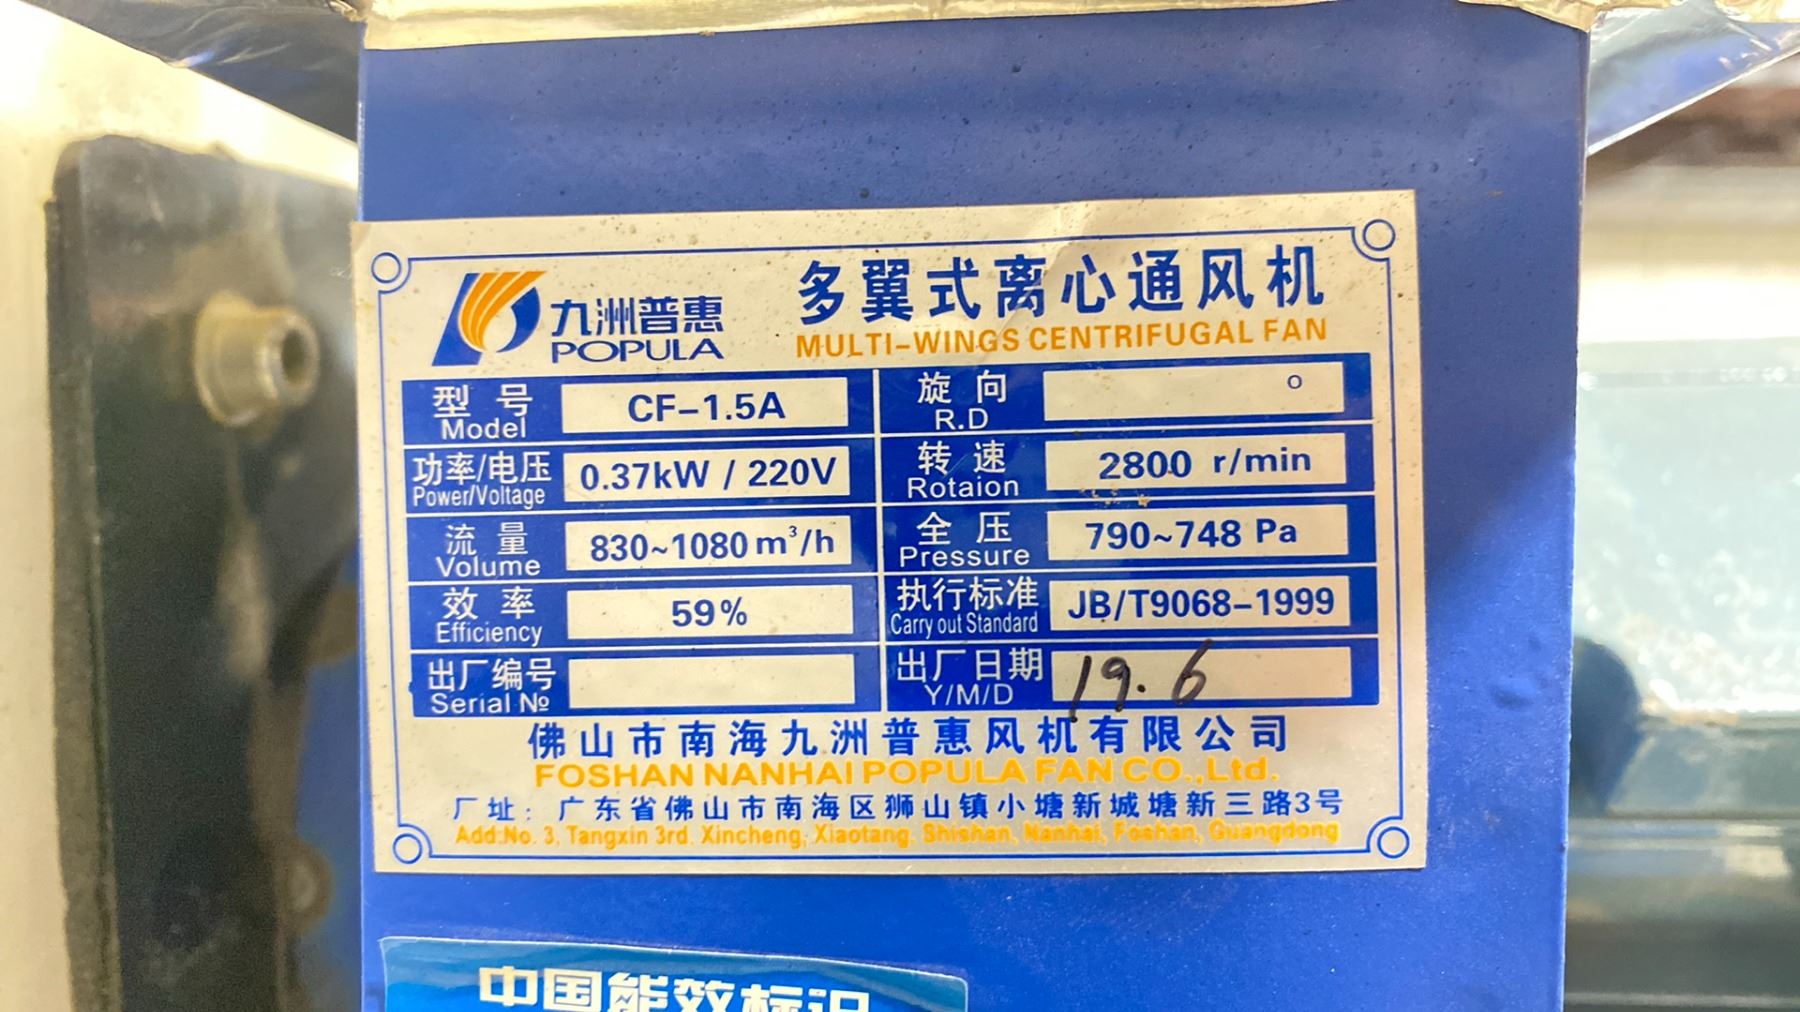 九洲普惠
POPULA
多翼式离心通风机
MULTI-WINGS CENTRIFUGAL FAN
型号 CF-1.5A 旋向 °
Model R.D
功率/电压 0.37kW / 220V 转速 2800 r/min
Power/Voltage Rotaion
流量 830~1080 m³/h 全压 790~748 Pa
Volume Pressure
效率 59% 执行标准 JB/T9068-1999
Efficiency Carry out Standard
出厂编号 出厂日期 19.6
Serial № Y/M/D
佛山市南海九洲普惠风机有限公司
FOSHAN NANHAI POPULA FAN CO.,Ltd.
厂址：广东省佛山市南海区狮山镇小塘新城塘新三路3号
Add:No. 3, Tangxin 3rd. Xincheng, Xiaotang, Shishan, Nanhai, Foshan, Guangdong
中国能效标识